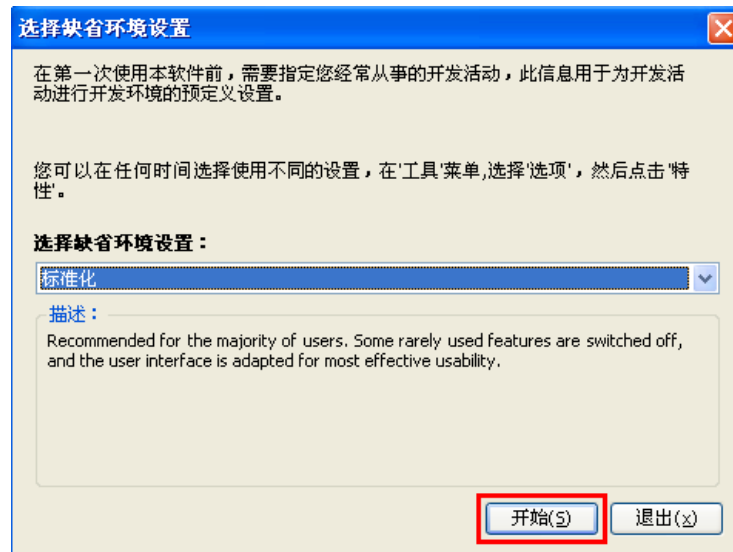 选择缺省环境设置
在第一次使用本软件前，需要指定您经常从事的开发活动，此信息用于为开发活
动进行开发环境的预定义设置。
您可以在任何时间选择使用不同的设置，在'工具'菜单,选择'选项'，然后点击'特
性'。
选择缺省环境设置：
标准化
描述：
Recommended for the majority of users. Some rarely used features are switched off,
and the user interface is adapted for most effective usability.
开始(S) 退出(x)